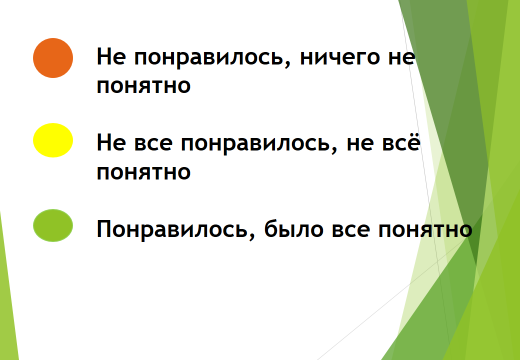 Не понравилось, ничего не
понятно
Не все понравилось, не всё
понятно
Понравилось, было все понятно